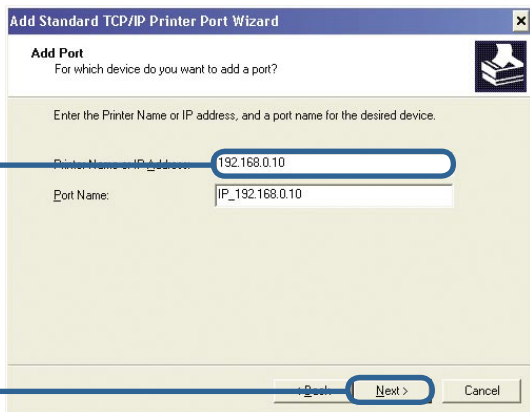 Add Standard TCP/IP Printer Port Wizard
Add Port
For which device do you want to add a port?
Enter the Printer Name or IP address, and a port name for the desired device.
Printer Name or IP Address: 192.168.0.10
Port Name: IP_192.168.0.10
< Back Next > Cancel